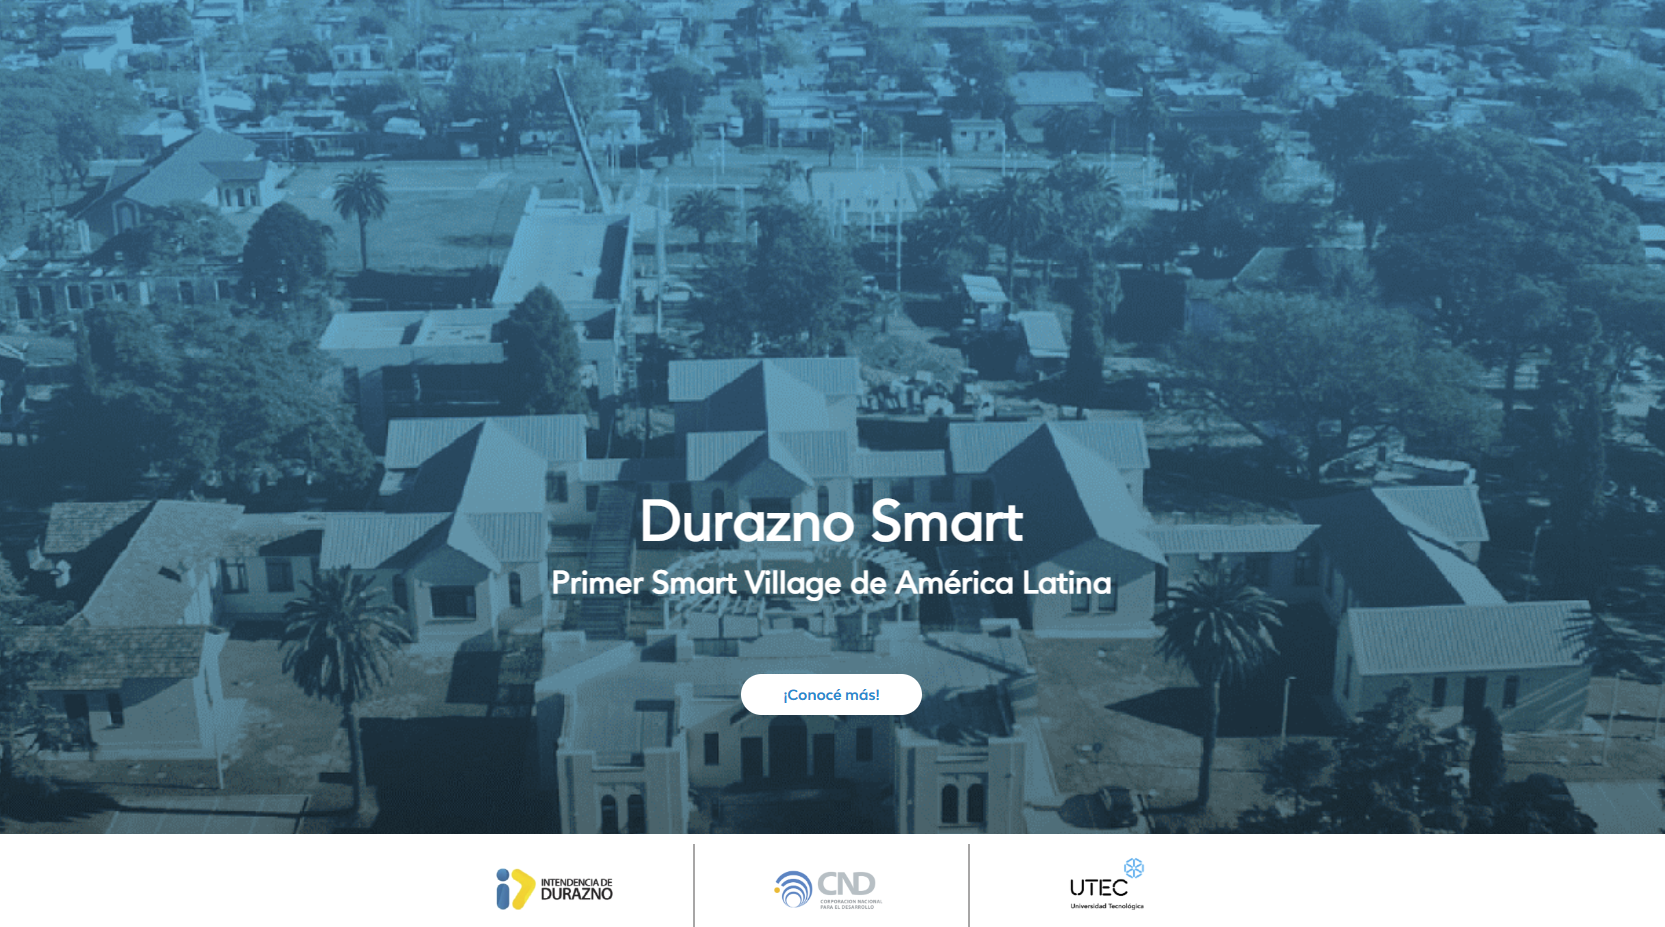 Durazno Smart
Primer Smart Village de América Latina
¡Conocé más!
INTENDENCIA DE
DURAZNO
CND
CORPORACIÓN NACIONAL
PARA EL DESARROLLO
UTEC
Universidad Tecnológica